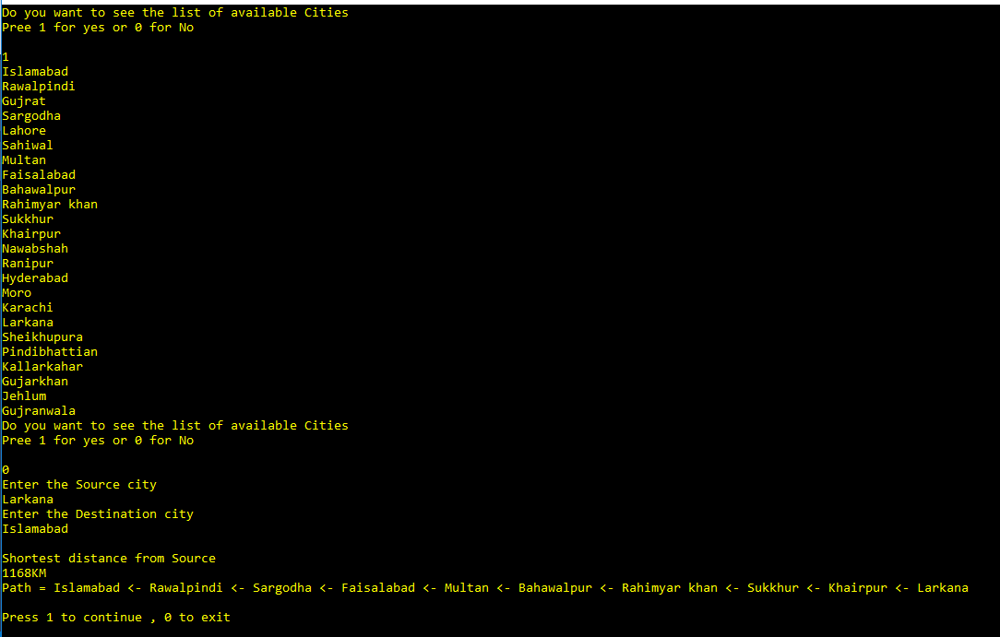 Do you want to see the list of available Cities
Pree 1 for yes or 0 for No
1
Islamabad
Rawalpindi
Gujrat
Sargodha
Lahore
Sahiwal
Multan
Faisalabad
Bahawalpur
Rahimyar khan
Sukkhur
Khairpur
Nawabshah
Ranipur
Hyderabad
Moro
Karachi
Larkana
Sheikhupura
Pindibhattian
Kallarkahar
Gujarkhan
Jehlum
Gujranwala
Do you want to see the list of available Cities
Pree 1 for yes or 0 for No
0
Enter the Source city
Larkana
Enter the Destination city
Islamabad
Shortest distance from Source
1168KM
Path = Islamabad <- Rawalpindi <- Sargodha <- Faisalabad <- Multan <- Bahawalpur <- Rahimyar khan <- Sukkhur <- Khairpur <- Larkana
Press 1 to continue , 0 to exit